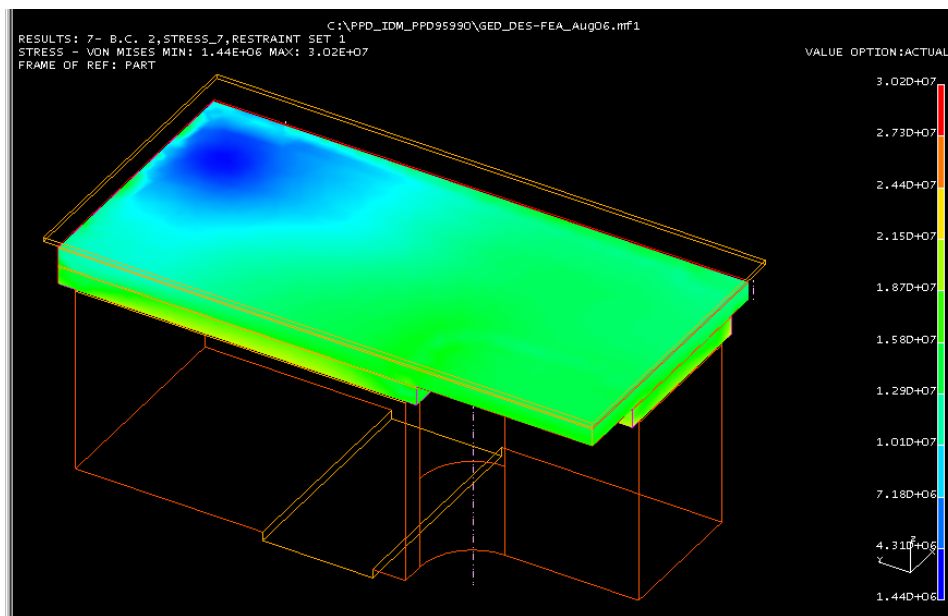 C:\PPD_IDM_PPD95990\GED_DES-FEA_Aug06.mf1
RESULTS: 7- B.C. 2,STRESS_7,RESTRAINT SET 1
STRESS - VON MISES MIN: 1.44E+06 MAX: 3.02E+07
VALUE OPTION:ACTUAL
FRAME OF REF: PART
3.02D+07
2.73D+07
2.44D+07
2.15D+07
1.87D+07
1.58D+07
1.29D+07
1.01D+07
7.18D+06
4.31D+06
1.44D+06
Z
Y
X